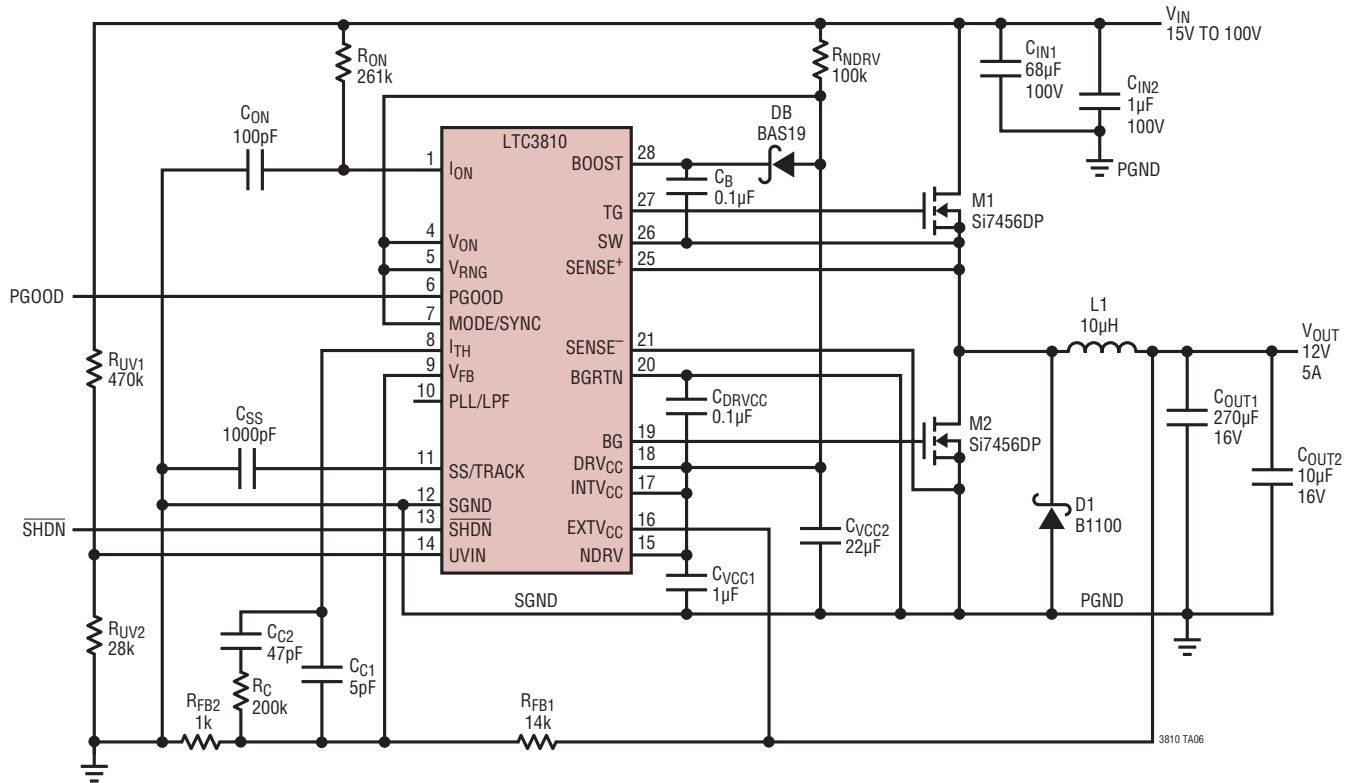 V_IN
15V TO 100V
R_ON
261k
R_NDRV
100k
C_IN1
68µF
100V
C_IN2
1µF
100V
PGND
C_ON
100pF
DB
BAS19
LTC3810
1
I_ON
BOOST
28
C_B
0.1µF
TG
27
M1
Si7456DP
4
V_ON
SW
26
5
V_RNG
SENSE+
25
PGOOD
6
PGOOD
7
MODE/SYNC
8
I_TH
SENSE–
21
9
V_FB
BGRTN
20
10
PLL/LPF
L1
10µH
V_OUT
12V
5A
R_UV1
470k
C_DRVCC
0.1µF
C_OUT1
270µF
16V
C_SS
1000pF
BG
19
M2
Si7456DP
11
SS/TRACK
DRV_CC
18
C_OUT2
10µF
16V
12
SGND
INTV_CC
17
SHDN
13
SHDN
EXTV_CC
16
D1
B1100
14
UVIN
NDRV
15
C_VCC2
22µF
C_VCC1
1µF
SGND
PGND
R_UV2
28k
C_C2
47pF
C_C1
5pF
R_C
200k
R_FB2
1k
R_FB1
14k
3810 TA06